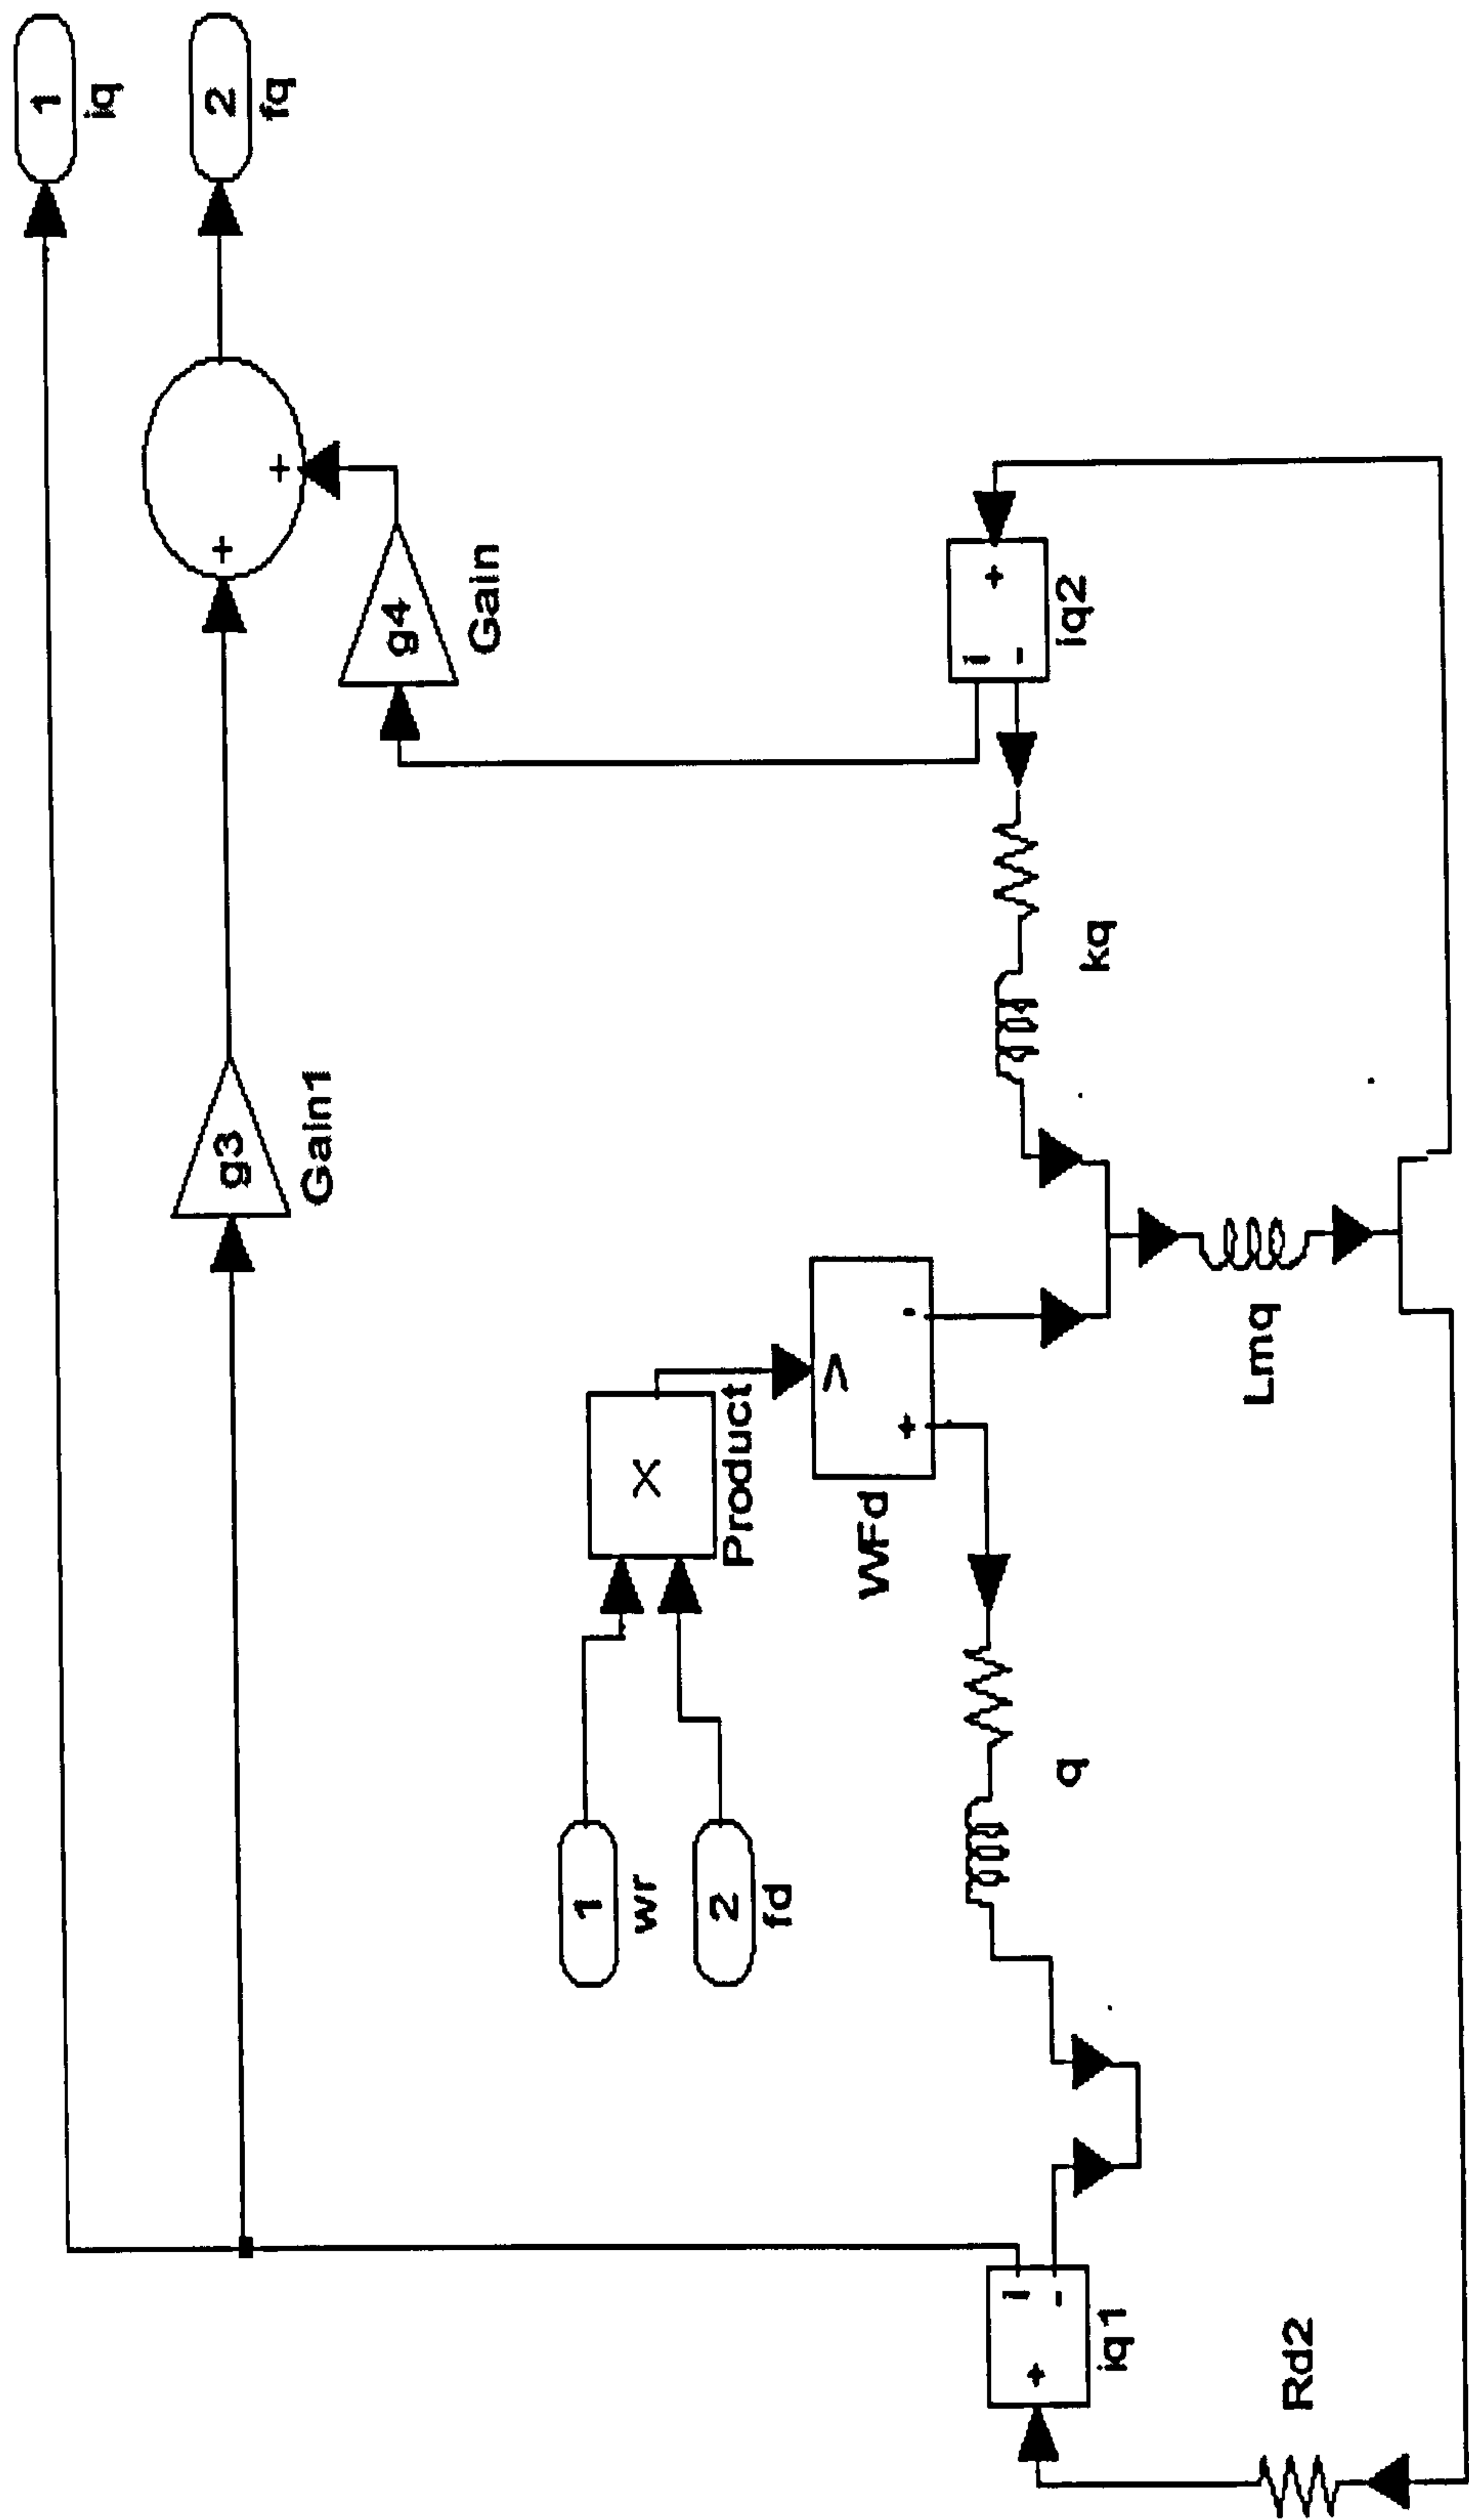 1
iq
2
fq
+
+
g4
Gain
g3
Gain1
1
wr
2
fd
X
Product
v
+
-
WFd
i
+
-
iq2
kq
q
Lmq
i
+
-
iq1
Rd2